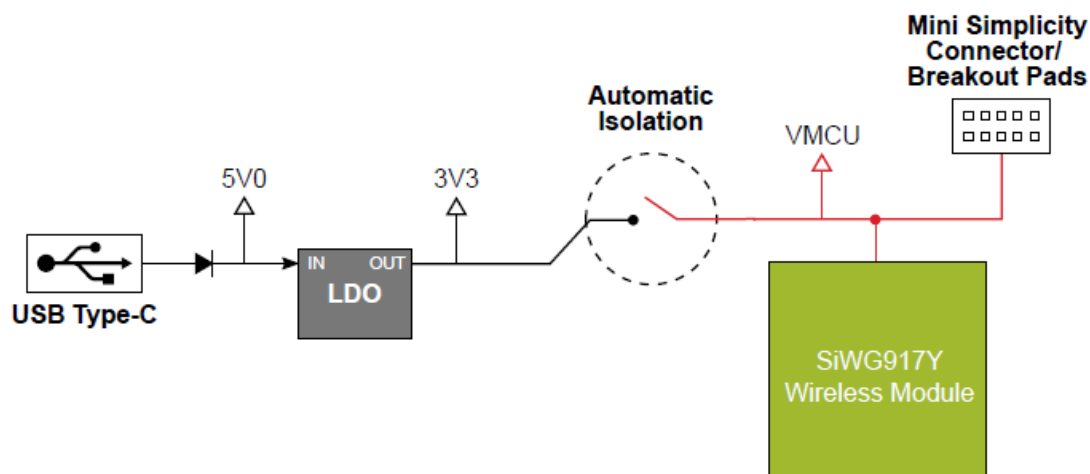 Mini Simplicity
Connector/
Breakout Pads
Automatic
Isolation
VMCU
5V0
3V3
IN
OUT
LDO
USB Type-C
SiWG917Y
Wireless Module